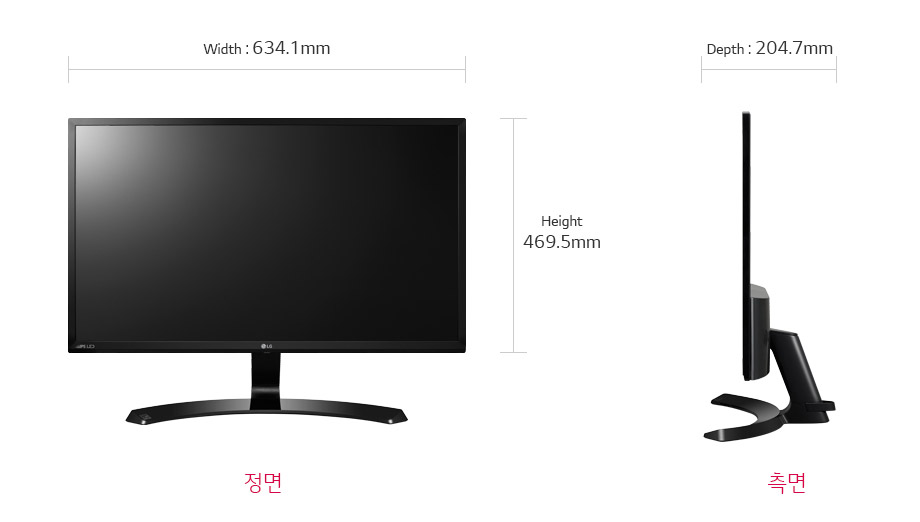 Width : 634.1mm
Depth : 204.7mm
Height
469.5mm
LG
정면
측면